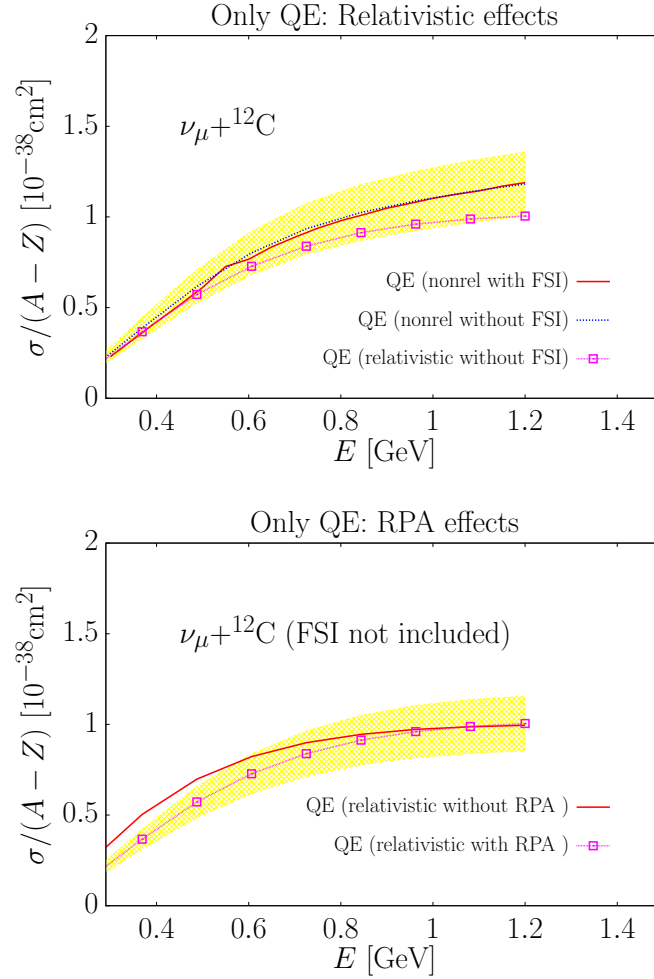 Only QE: Relativistic effects
2
1.5
1
0.5
0
σ/(A − Z) [10⁻³⁸cm²]
νμ+¹²C
QE (nonrel with FSI)
QE (nonrel without FSI)
QE (relativistic without FSI)
0.4 0.6 0.8 1 1.2 1.4
E [GeV]
Only QE: RPA effects
2
1.5
1
0.5
0
σ/(A − Z) [10⁻³⁸cm²]
νμ+¹²C (FSI not included)
QE (relativistic without RPA )
QE (relativistic with RPA )
0.4 0.6 0.8 1 1.2 1.4
E [GeV]